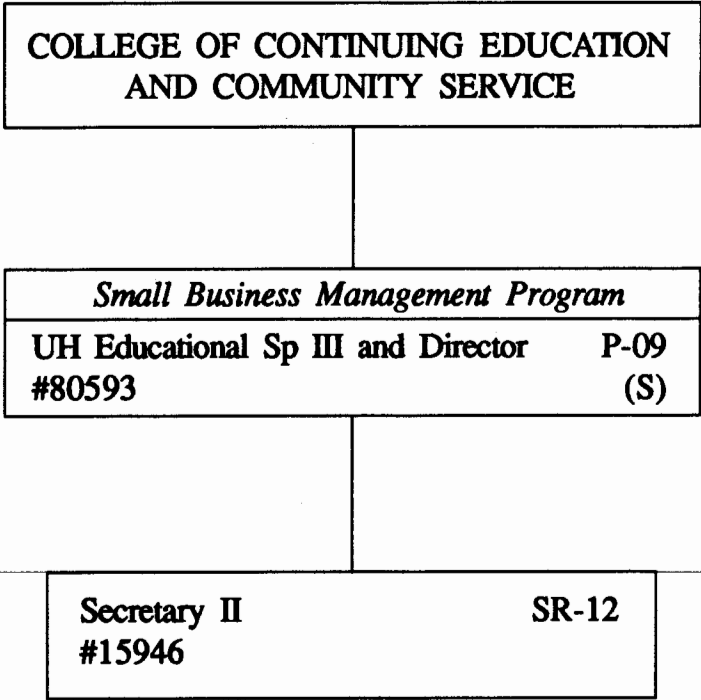 COLLEGE OF CONTINUING EDUCATION
AND COMMUNITY SERVICE
Small Business Management Program
UH Educational Sp III and Director P-09
#80593 (S)
Secretary II SR-12
#15946